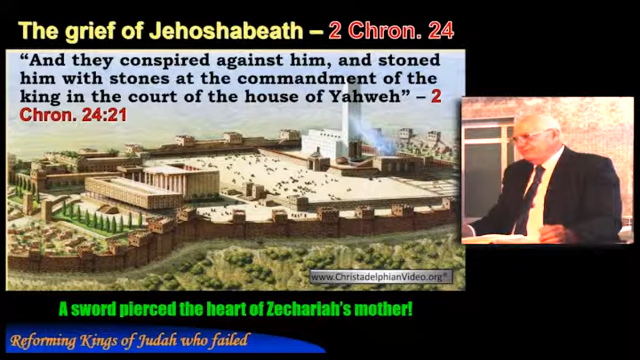 The grief of Jehoshabeath – 2 Chron. 24
“And they conspired against him, and stoned
him with stones at the commandment of the
king in the court of the house of Yahweh” – 2
Chron. 24:21
www.ChristadelphianVideo.org®
A sword pierced the heart of Zechariah's mother!
Reforming Kings of Judah who failed